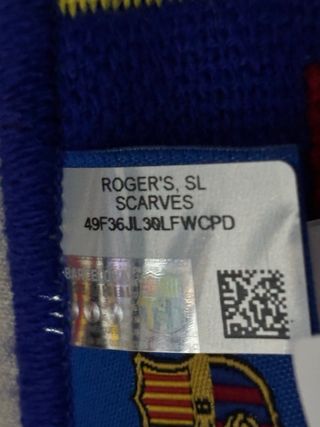 ROGER'S, SL
SCARVES
49F36JL30LFWCPD